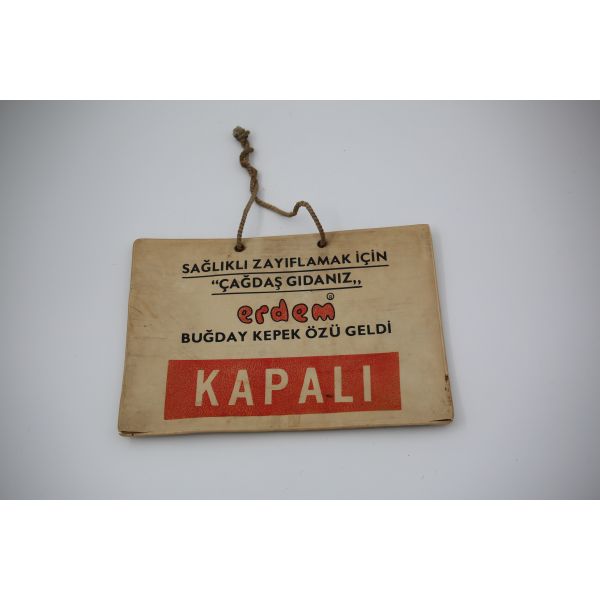 SAĞLIKLI ZAYIFLAMAK İÇİN
“ÇAĞDAŞ GIDANIZ„
erdem®
BUĞDAY KEPEK ÖZÜ GELDİ
KAPALI